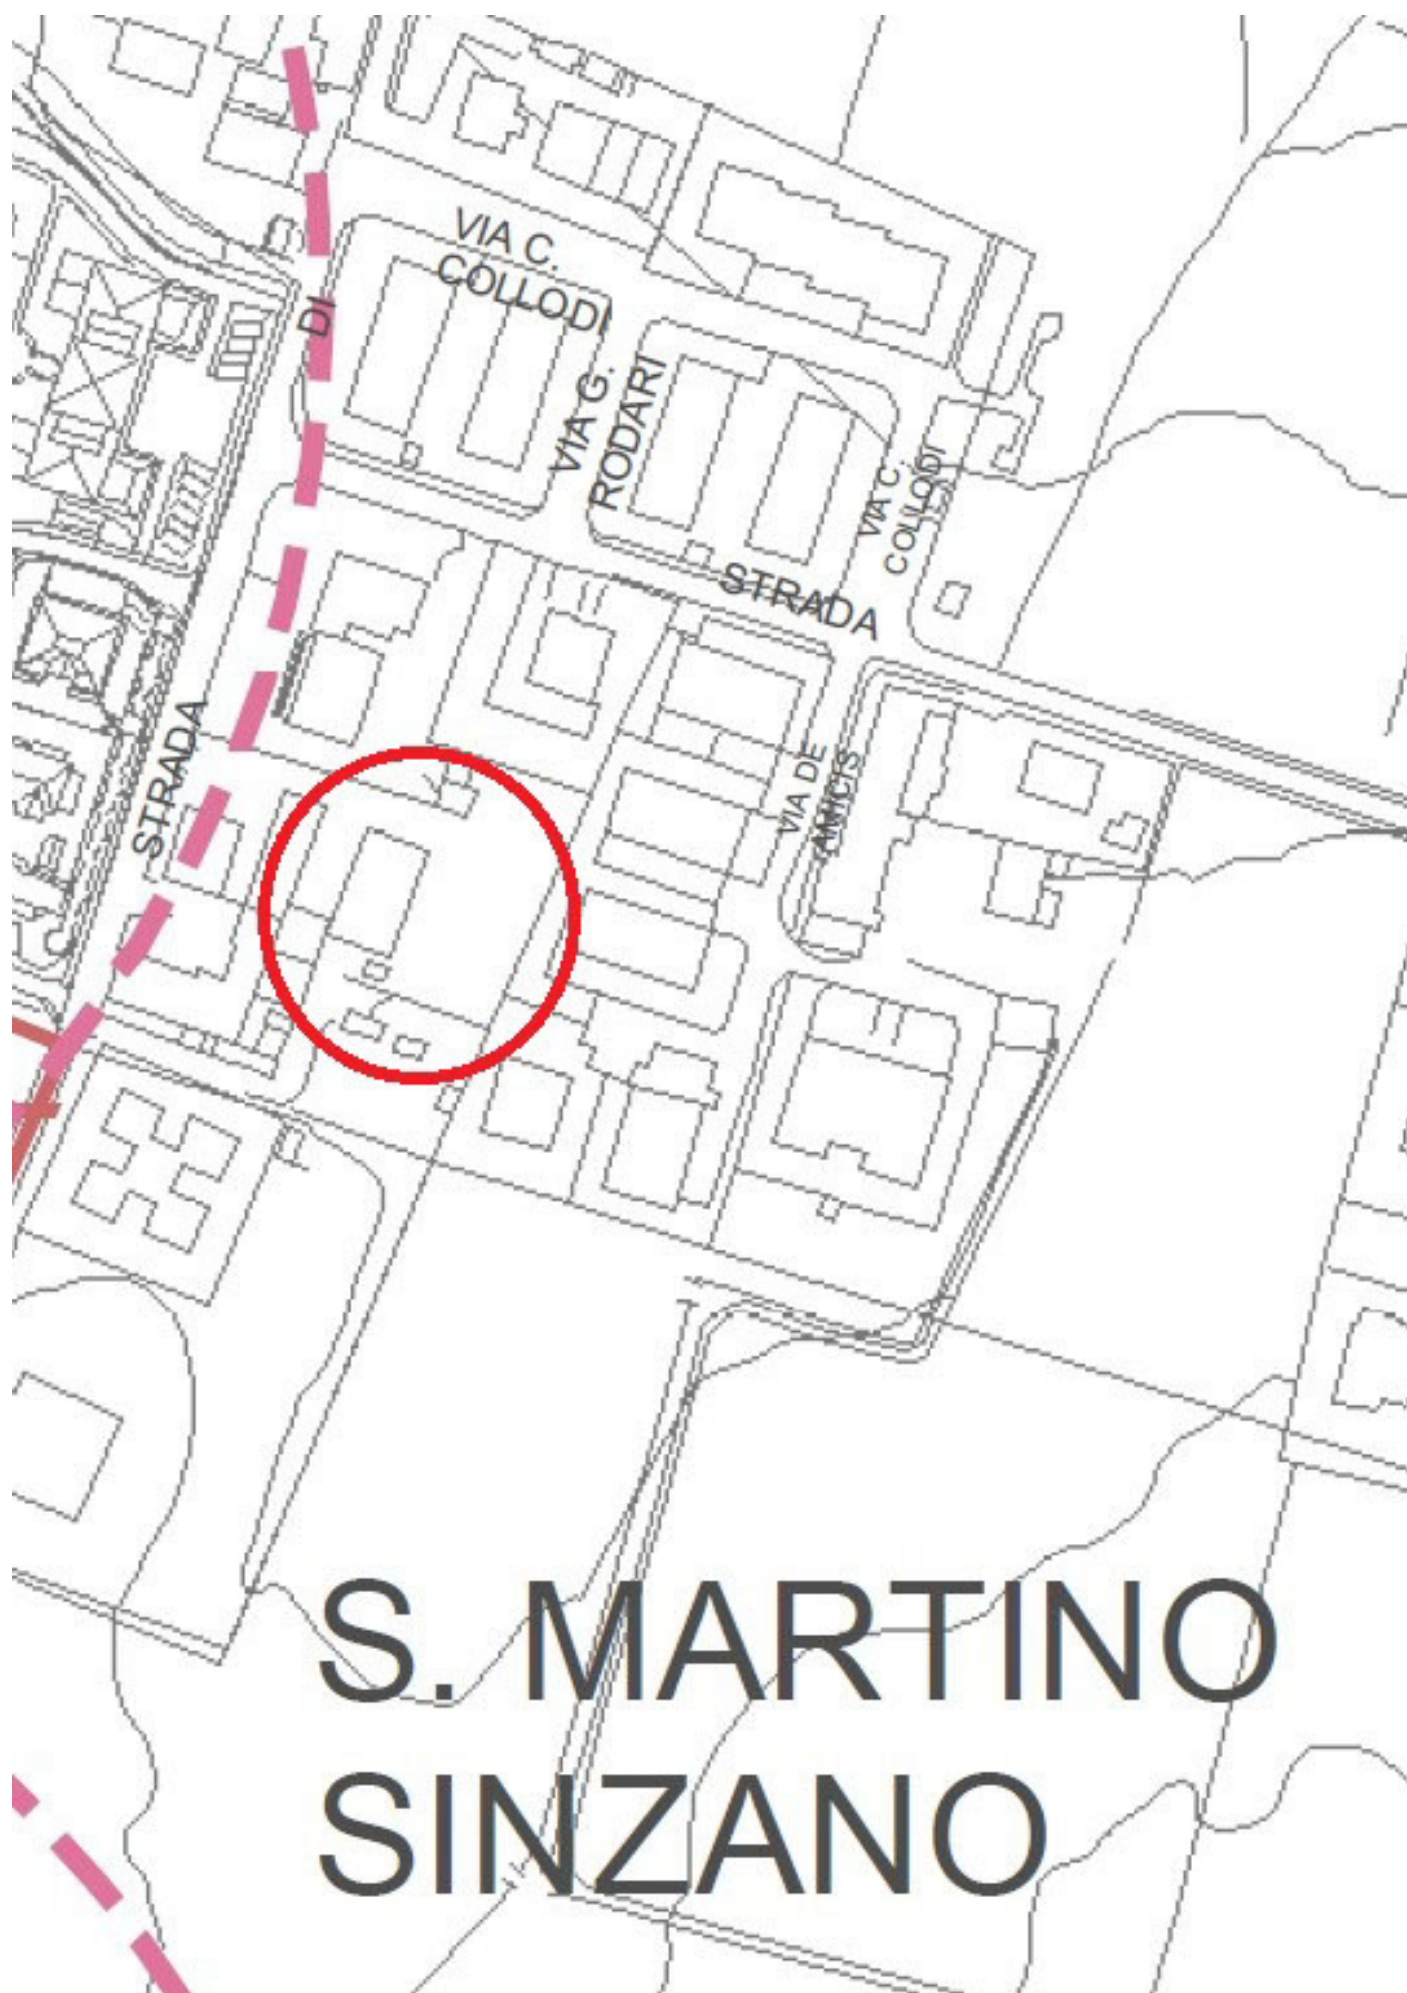 VIA C.
COLLODI
DI
VIA G.
RODARI
VIA C.
COLLODI
STRADA
STRADA
VIA DE
AMICIS
S. MARTINO
SINZANO